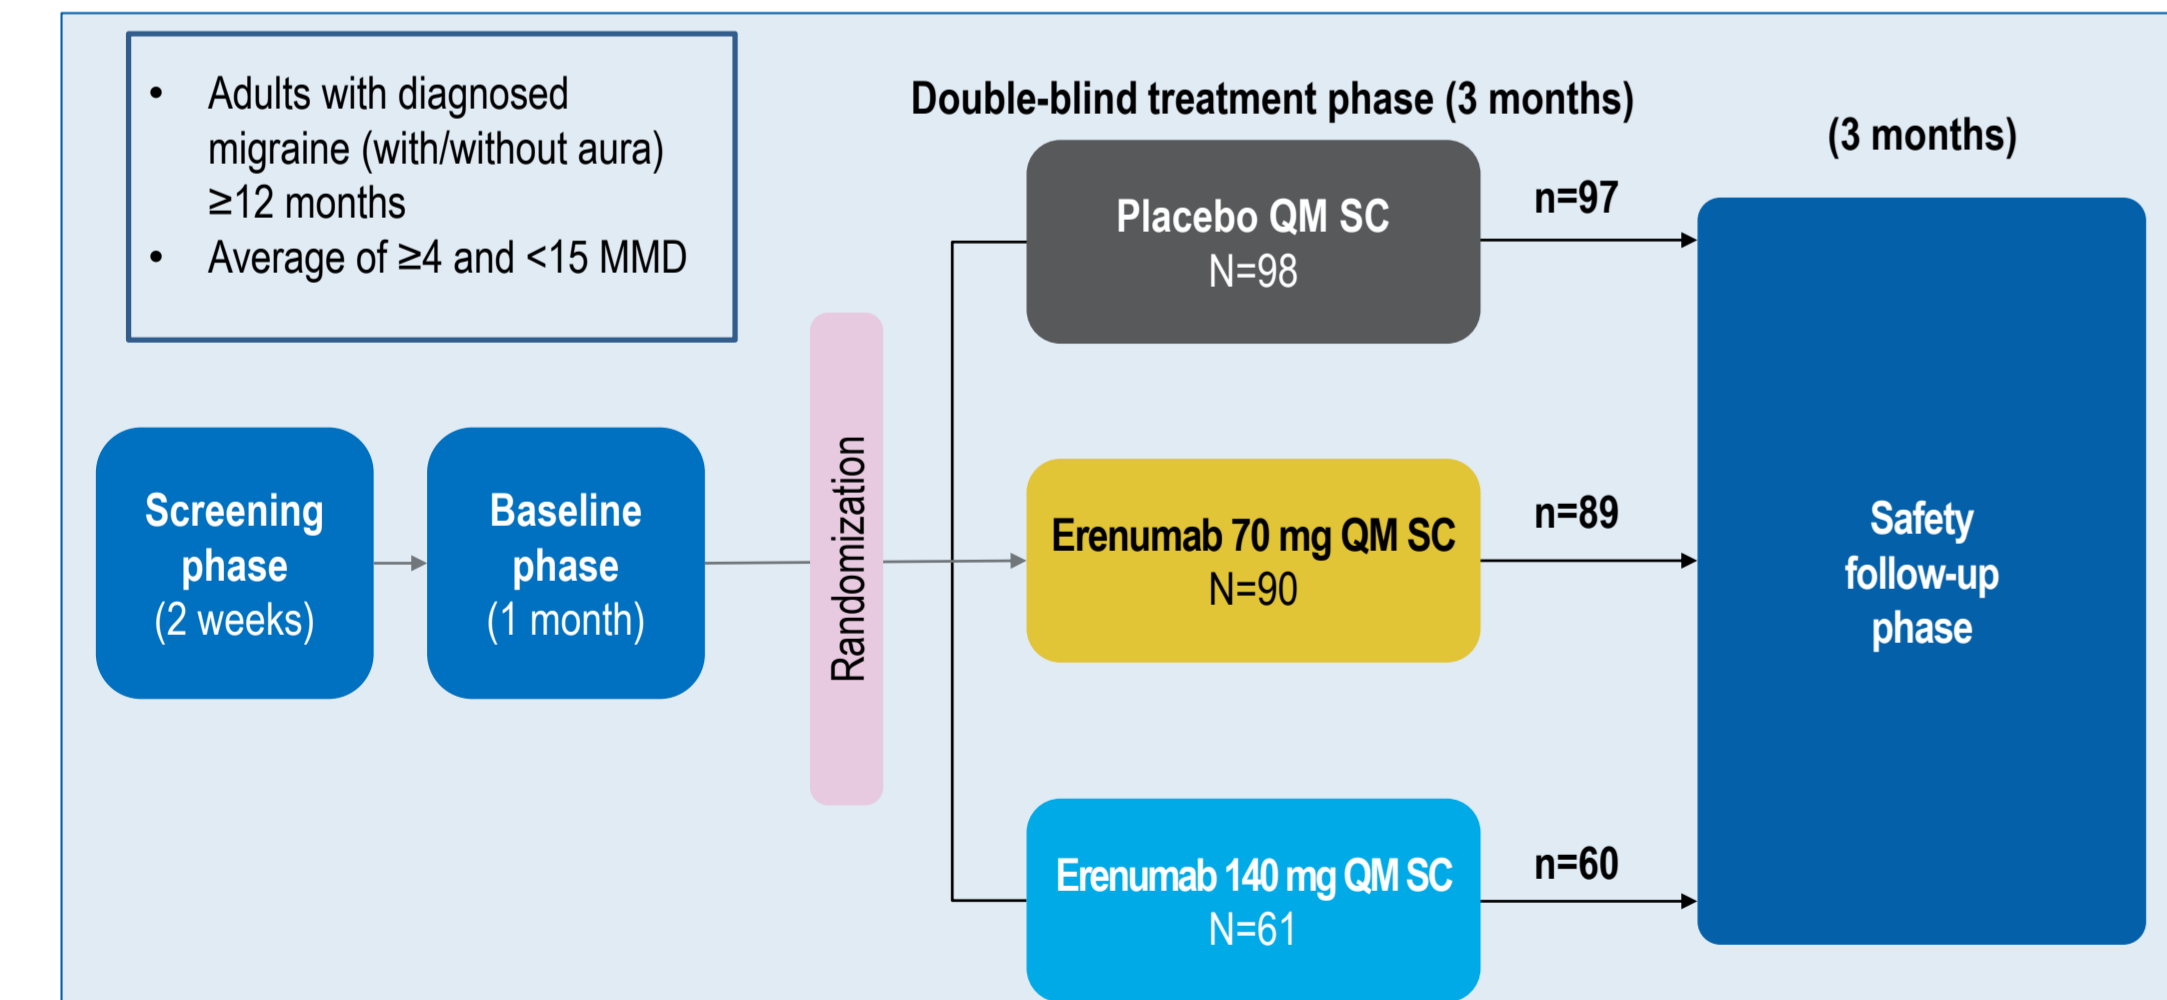 • Adults with diagnosed
migraine (with/without aura)
≥12 months
• Average of ≥4 and <15 MMD
Screening
phase
(2 weeks)
Baseline
phase
(1 month)
Randomization
Double-blind treatment phase (3 months)
Placebo QM SC
N=98
n=97
Erenumab 70 mg QM SC
N=90
n=89
Erenumab 140 mg QM SC
N=61
n=60
(3 months)
Safety
follow-up
phase